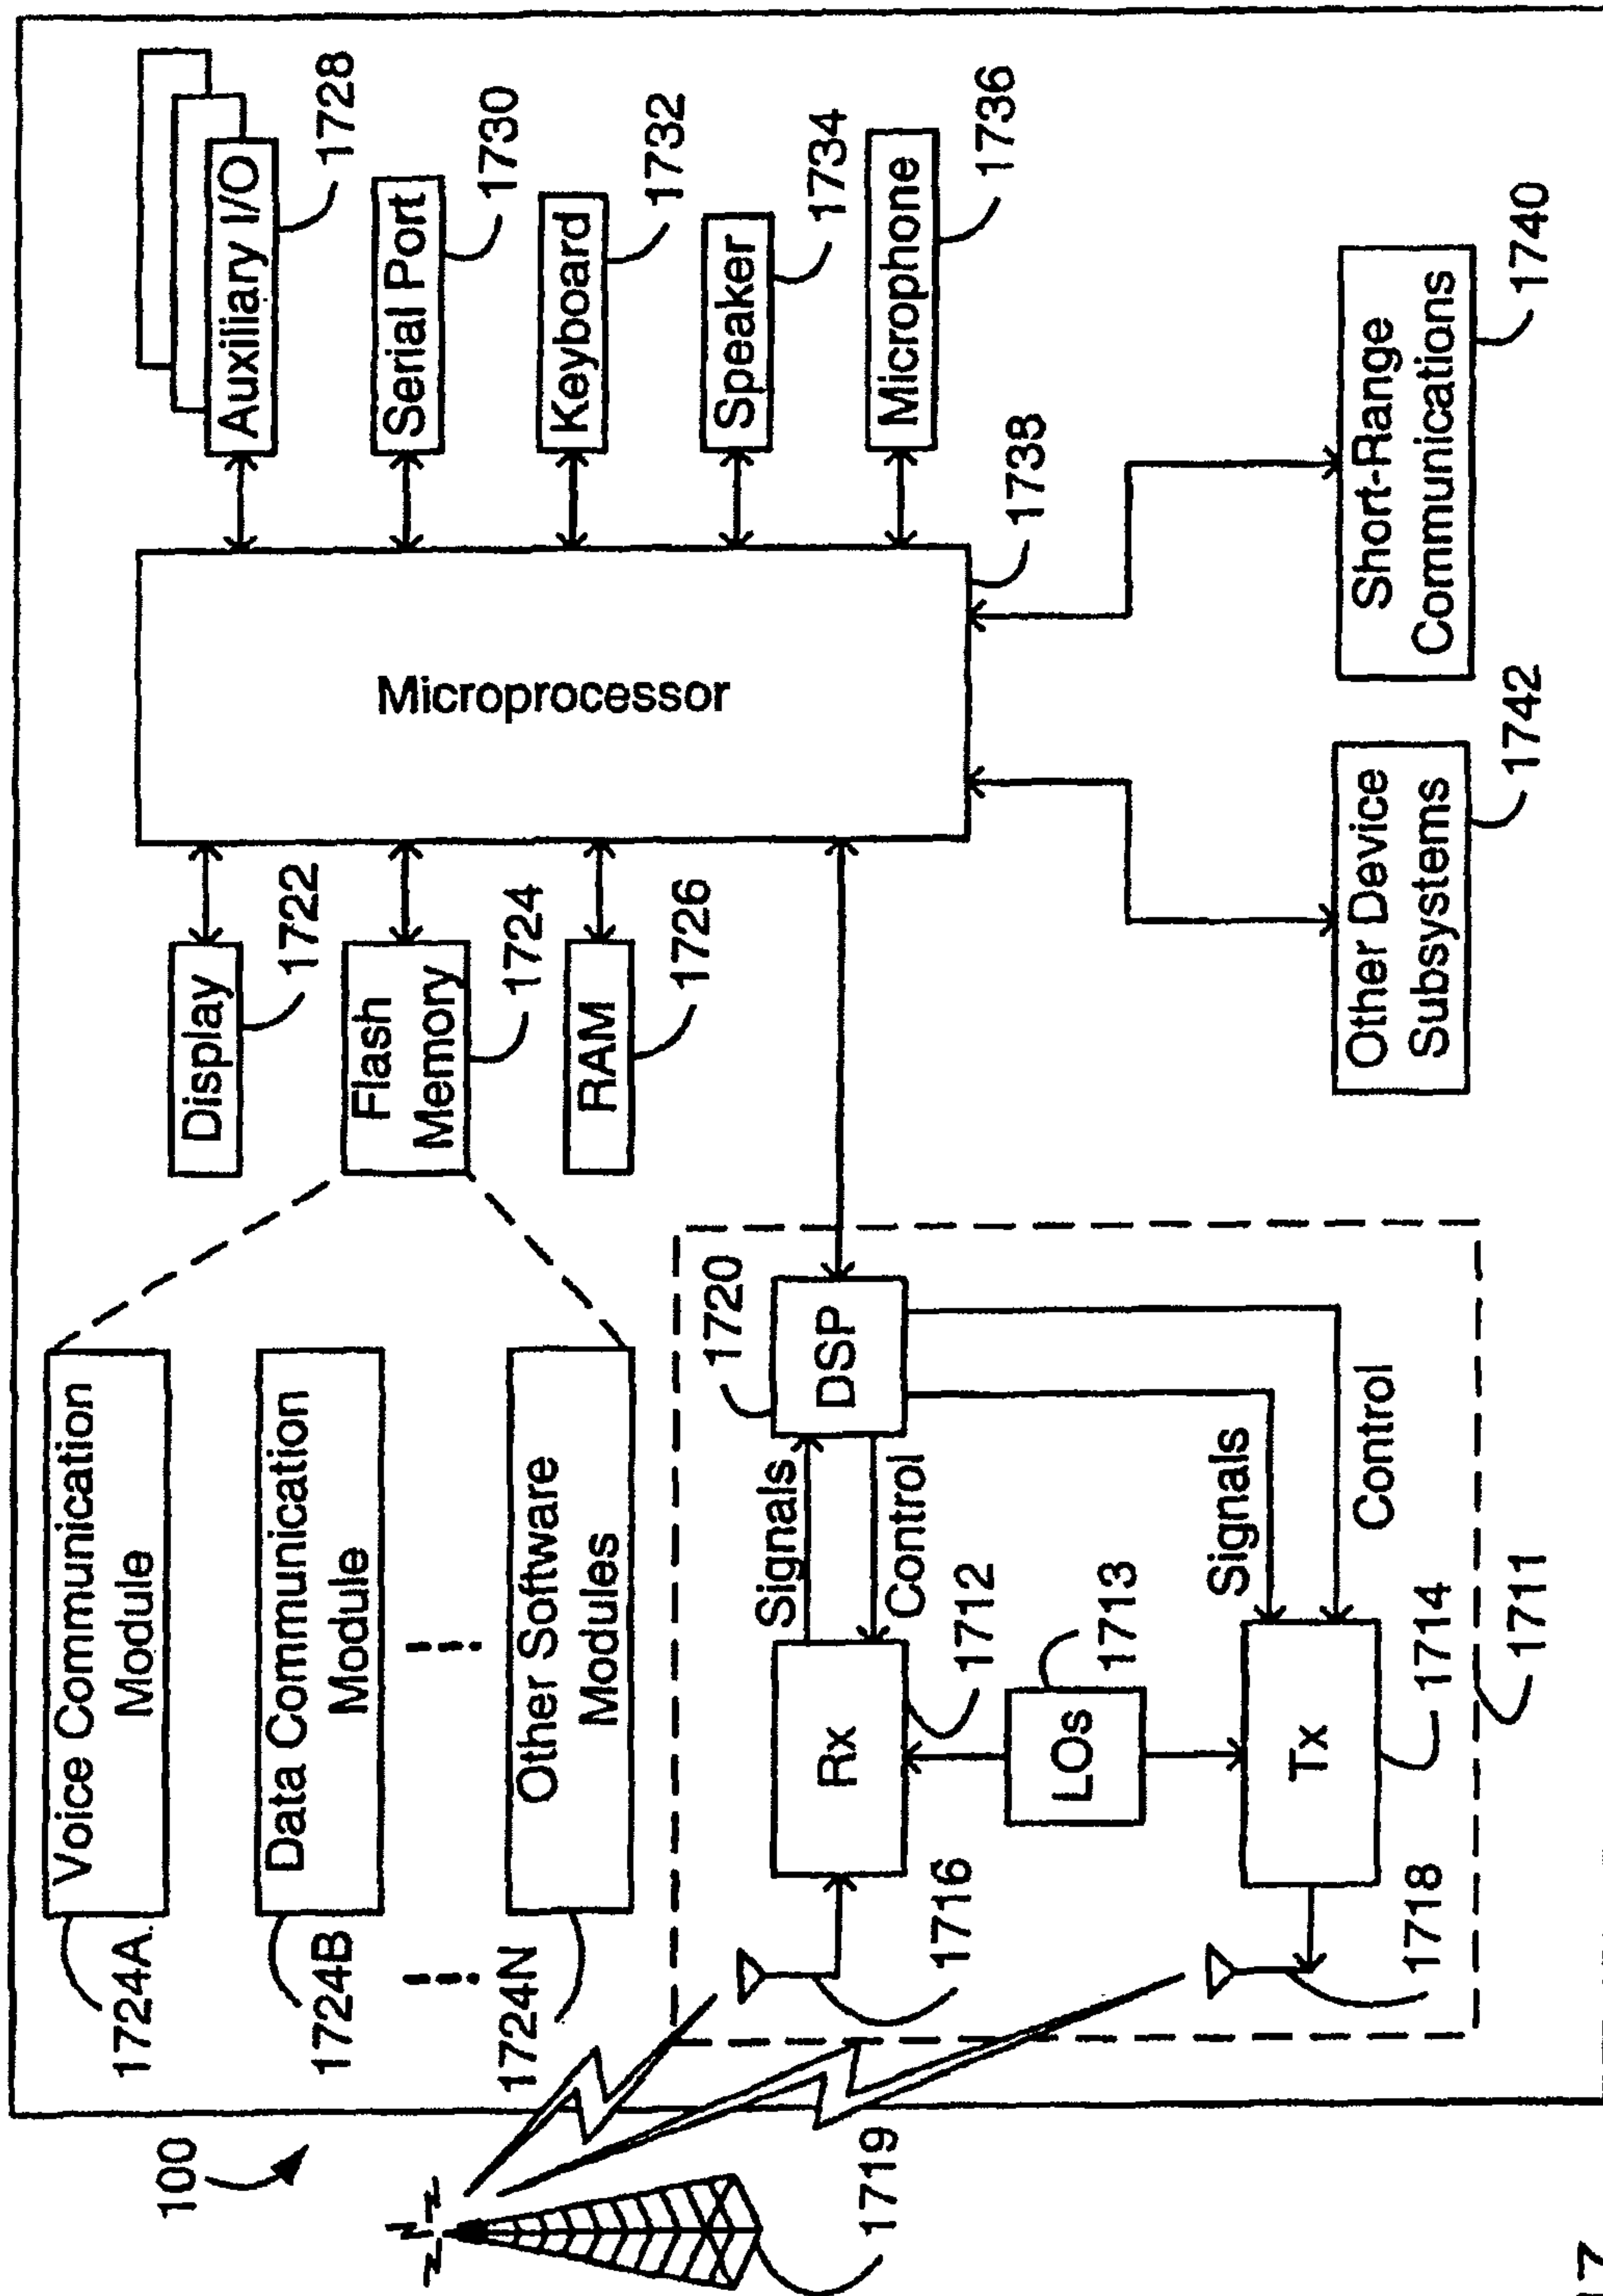 100
1719
Voice Communication
Module
1724A
Data Communication
Module
1724B
Other Software
Modules
1724N
Display
1722
Flash
Memory
1724
RAM
1726
Microprocessor
1738
Auxiliary I/O
1728
Serial Port
1730
Keyboard
1732
Speaker
1734
Microphone
1736
Short-Range
Communications
1740
Other Device
Subsystems
1742
1720
DSP
Signals
Control
Rx
1712
LOs
1713
Signals
Control
Tx
1714
1716
1718
1711